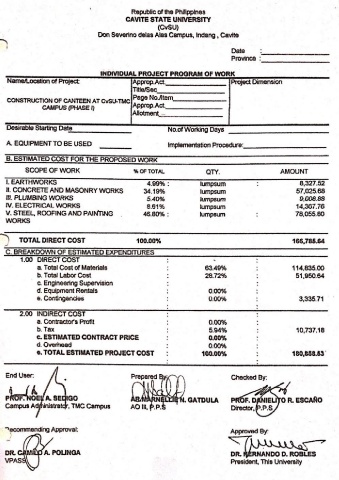 Republic of the Philippines
CAVITE STATE UNIVERSITY
(CvSU)
Don Severino delas Alas Campus, Indang, Cavite
Date :
Province :
INDIVIDUAL PROJECT PROGRAM OF WORK
Name/Location of Project: Approp.Act Project Dimension
Title/Sec
CONSTRUCTION OF CANTEEN AT CvSU-TMC Page No./Item
CAMPUS (PHASE I) Approp.Act
Allotment
Desirable Starting Date No.of Working Days
A. EQUIPMENT TO BE USED Implementation Procedure:
B. ESTIMATED COST FOR THE PROPOSED WORK
SCOPE OF WORK % OF TOTAL QTY. AMOUNT
I. EARTHWORKS 4.99% : lumpsum : 8,327.52
II. CONCRETE AND MASONRY WORKS 34.19% lumpsum 57,025.68
III. PLUMBING WORKS 5.40% lumpsum 9,008.88
IV. ELECTRICAL WORKS 8.61% lumpsum 14,367.76
V. STEEL, ROOFING AND PAINTING 46.80% : lumpsum : 78,055.80
WORKS
TOTAL DIRECT COST 100.00% 166,785.64
C. BREAKDOWN OF ESTIMATED EXPENDITURES
1.00 DIRECT COST
a. Total Cost of Materials : 63.49% : 114,835.00
b. Total Labor Cost : 28.72% : 51,950.64
c. Engineering Supervision
d. Equipment Rentals 0.00%
e. Contingencies : 0.00% : 3,335.71
2.00 INDIRECT COST
a. Contractor's Profit 0.00%
b. Tax : 5.94% : 10,737.18
c. ESTIMATED CONTRACT PRICE : 0.00%
d. Overhead 0.00%
e. TOTAL ESTIMATED PROJECT COST 100.00% 180,858.53
End User: Prepared By: Checked By:
PROF. NOEL A. SEDIGO MARNELLIE N. GATDULA PROF. DANIELITO R. ESCAÑO
Campus Administrator, TMC Campus AO III, P.P.S Director, P.P.S
Recommending Approval: Approved By:
DR. CAMILO A. POLINGA DR. HERNANDO D. ROBLES
VPASS President, This University